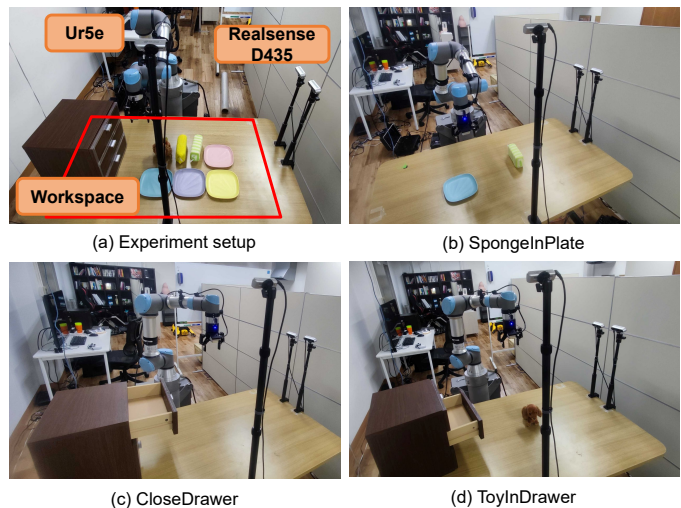 Ur5e
Realsense
D435
Workspace
(a) Experiment setup
(b) SpongeInPlate
(c) CloseDrawer
(d) ToyInDrawer